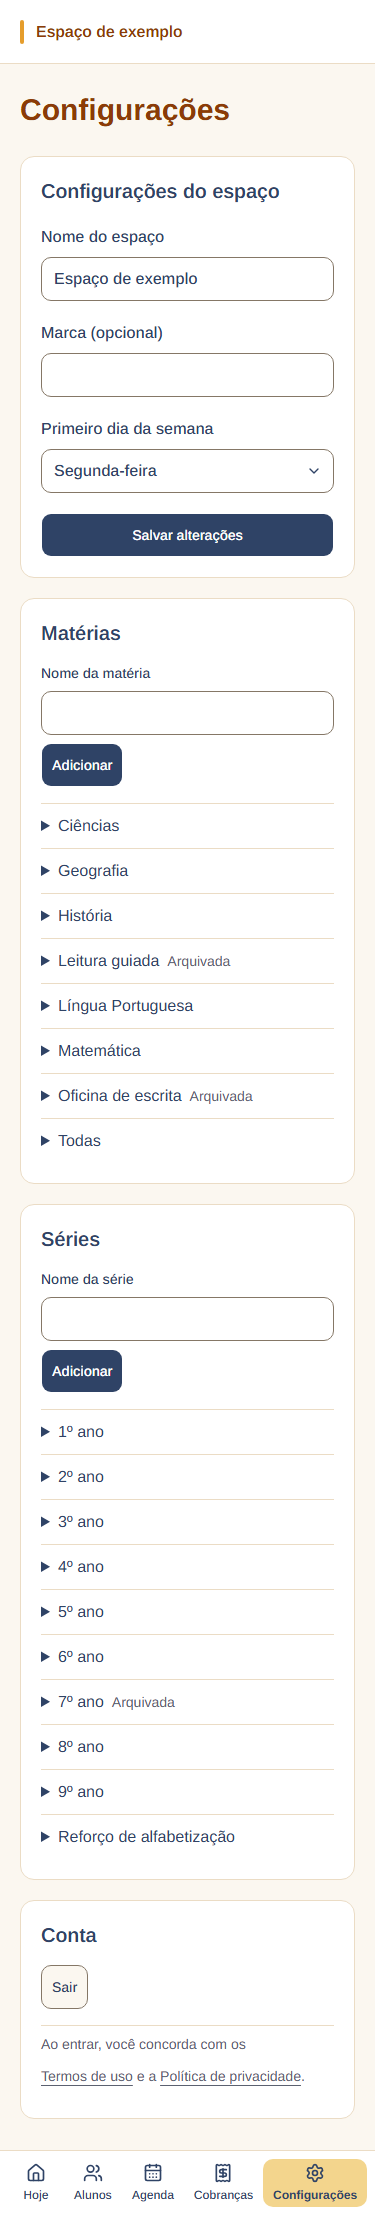 Espaço de exemplo
Configurações
Configurações do espaço
Nome do espaço
Espaço de exemplo
Marca (opcional)
Primeiro dia da semana
Segunda-feira
Salvar alterações
Matérias
Nome da matéria
Adicionar
Ciências
Geografia
História
Leitura guiada Arquivada
Língua Portuguesa
Matemática
Oficina de escrita Arquivada
Todas
Séries
Nome da série
Adicionar
1º ano
2º ano
3º ano
4º ano
5º ano
6º ano
7º ano Arquivada
8º ano
9º ano
Reforço de alfabetização
Conta
Sair
Ao entrar, você concorda com os
Termos de uso e a Política de privacidade.
Hoje Alunos Agenda Cobranças Configurações